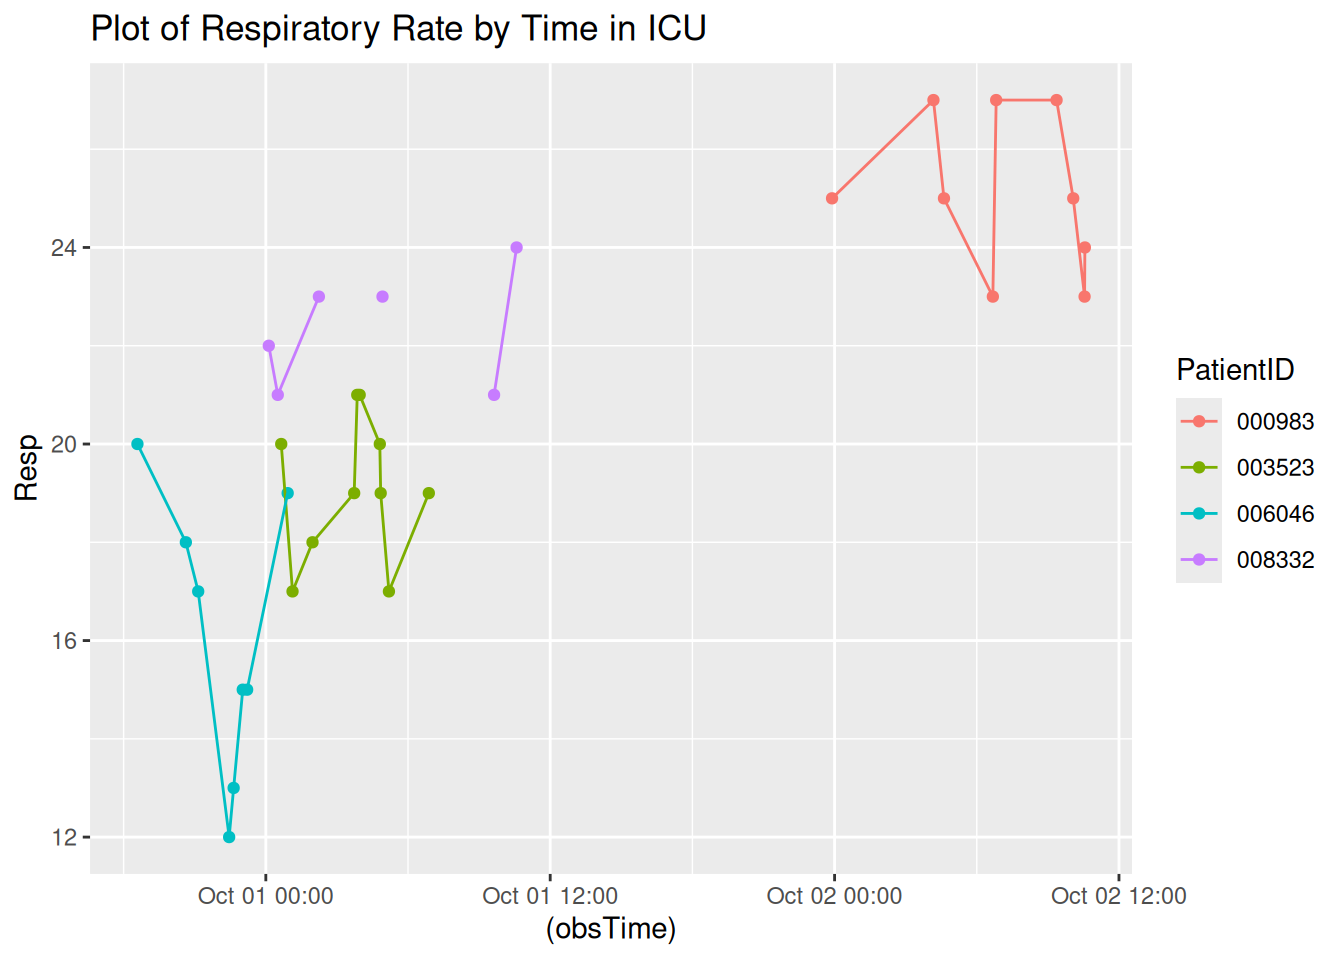 Plot of Respiratory Rate by Time in ICU
Resp
24
20
16
12
Oct 01 00:00
Oct 01 12:00
Oct 02 00:00
Oct 02 12:00
(obsTime)
PatientID
000983
003523
006046
008332